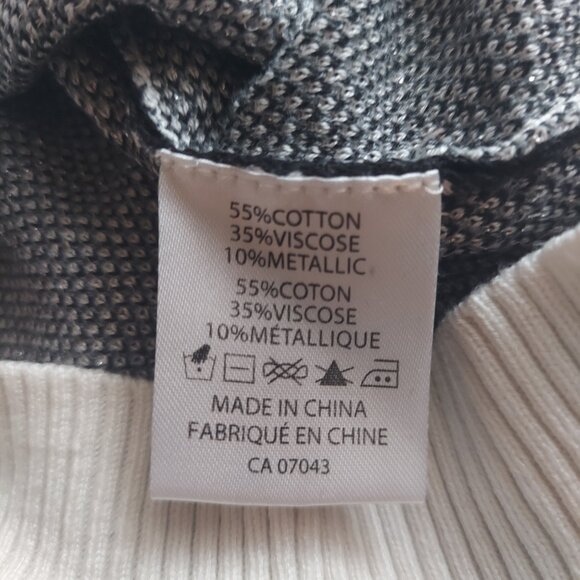 55%COTTON
35%VISCOSE
10%METALLIC
55%COTON
35%VISCOSE
10%MÉTALLIQUE
MADE IN CHINA
FABRIQUÉ EN CHINE
CA 07043